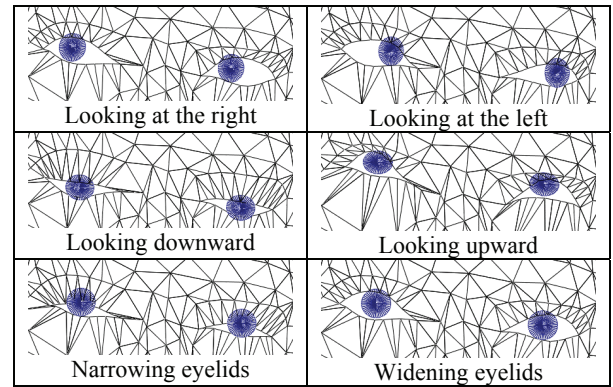 Looking at the right
Looking at the left
Looking downward
Looking upward
Narrowing eyelids
Widening eyelids